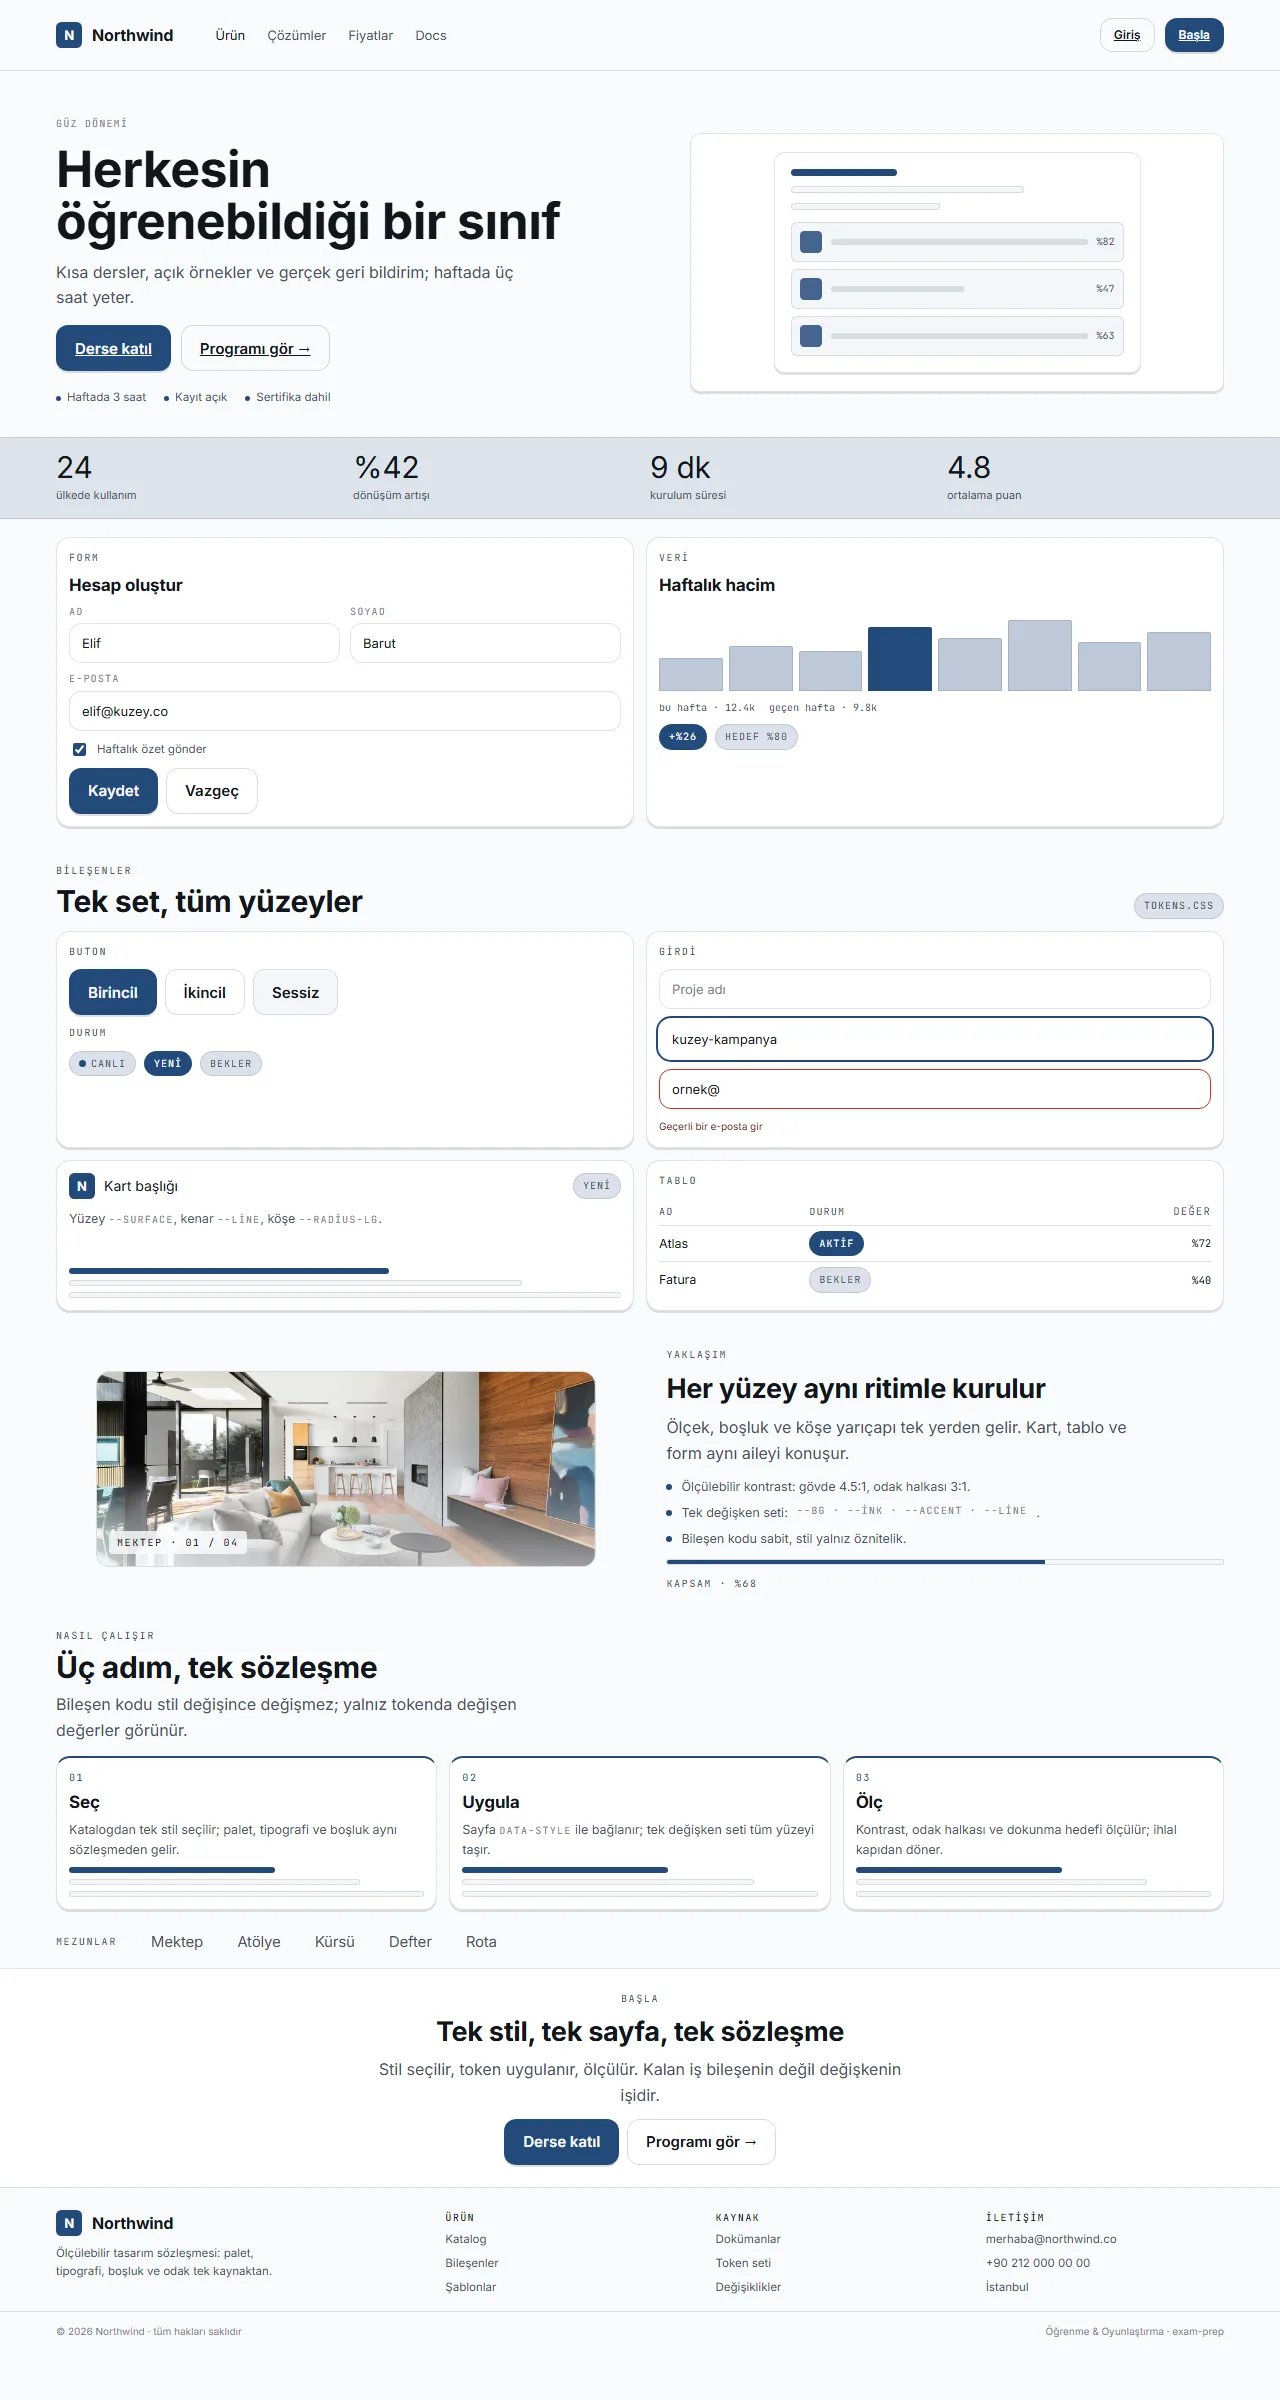 N Northwind Ürün Çözümler Fiyatlar Docs Giriş Başla
GÜZ DÖNEMİ
Herkesin
öğrenebildiği bir sınıf
Kısa dersler, açık örnekler ve gerçek geri bildirim; haftada üç
saat yeter.
Derse katıl Programı gör →
Haftada 3 saat Kayıt açık Sertifika dahil
%82
%47
%63
24 %42 9 dk 4.8
ülkede kullanım dönüşüm artışı kurulum süresi ortalama puan
FORM
Hesap oluştur
AD SOYAD
Elif Barut
E-POSTA
elif@kuzey.co
Haftalık özet gönder
Kaydet Vazgeç
VERİ
Haftalık hacim
bu hafta · 12.4k geçen hafta · 9.8k
+%26 HEDEF %80
BİLEŞENLER
Tek set, tüm yüzeyler
TOKENS.CSS
BUTON
Birincil İkincil Sessiz
DURUM
CANLI YENİ BEKLER
GİRDİ
Proje adı
kuzey-kampanya
ornek@
Geçerli bir e-posta gir
N Kart başlığı YENİ
Yüzey --SURFACE, kenar --LİNE, köşe --RADİUS-LG.
TABLO
AD DURUM DEĞER
Atlas AKTİF %72
Fatura BEKLER %40
MEKTEP · 01 / 04
YAKLAŞIM
Her yüzey aynı ritimle kurulur
Ölçek, boşluk ve köşe yarıçapı tek yerden gelir. Kart, tablo ve
form aynı aileyi konuşur.
Ölçülebilir kontrast: gövde 4.5:1, odak halkası 3:1.
Tek değişken seti: --BG · --İNK · --ACCENT · --LİNE .
Bileşen kodu sabit, stil yalnız öznitelik.
KAPSAM · %68
NASIL ÇALIŞIR
Üç adım, tek sözleşme
Bileşen kodu stil değişince değişmez; yalnız tokenda değişen
değerler görünür.
01
Seç
Katalogdan tek stil seçilir; palet, tipografi ve boşluk aynı
sözleşmeden gelir.
02
Uygula
Sayfa DATA-STYLE ile bağlanır; tek değişken seti tüm yüzeyi
taşır.
03
Ölç
Kontrast, odak halkası ve dokunma hedefi ölçülür; ihlal
kapıdan döner.
MEZUNLAR Mektep Atölye Kürsü Defter Rota
BAŞLA
Tek stil, tek sayfa, tek sözleşme
Stil seçilir, token uygulanır, ölçülür. Kalan iş bileşenin değil değişkenin
işidir.
Derse katıl Programı gör →
N Northwind
Ölçülebilir tasarım sözleşmesi: palet,
tipografi, boşluk ve odak tek kaynaktan.
ÜRÜN
Katalog
Bileşenler
Şablonlar
KAYNAK
Dokümanlar
Token seti
Değişiklikler
İLETİŞİM
merhaba@northwind.co
+90 212 000 00 00
İstanbul
© 2026 Northwind · tüm hakları saklıdır
Öğrenme & Oyunlaştırma · exam-prep